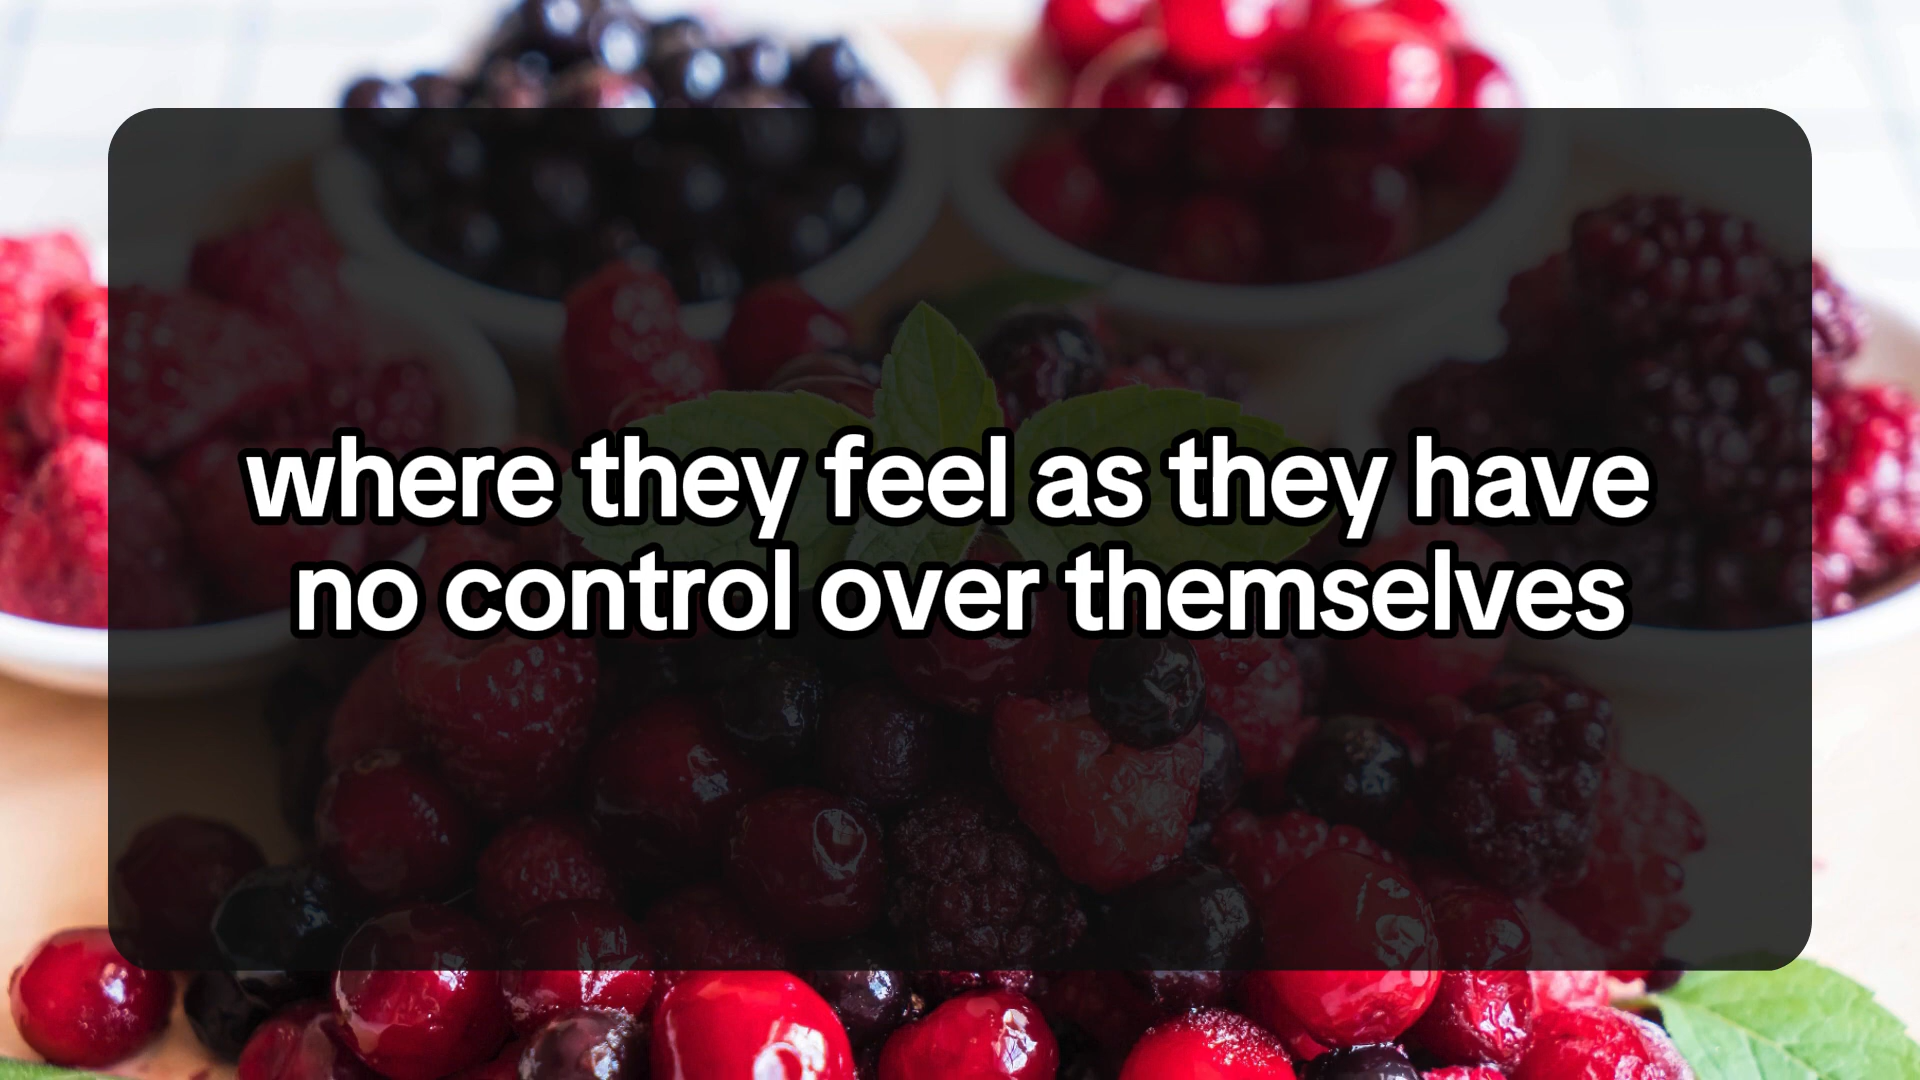 where they feel as they have
no control over themselves